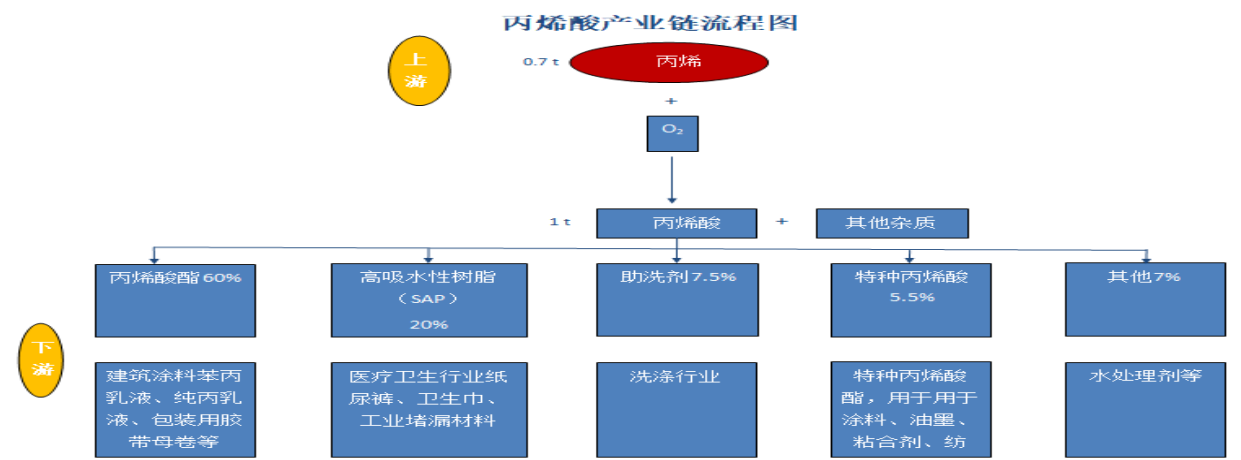 丙烯酸产业链流程图
上
游
0.7 t
丙烯
+
O₂
1 t
丙烯酸
+
其他杂质
丙烯酸酯 60%
高吸水性树脂
（SAP）
20%
助洗剂 7.5%
特种丙烯酸
5.5%
其他 7%
下
游
建筑涂料苯丙
乳液、纯丙乳
液、包装用胶
带母卷等
医疗卫生行业纸
尿裤、卫生巾、
工业堵漏材料
洗涤行业
特种丙烯酸
酯，用于用于
涂料、油墨、
粘合剂、纺
水处理剂等